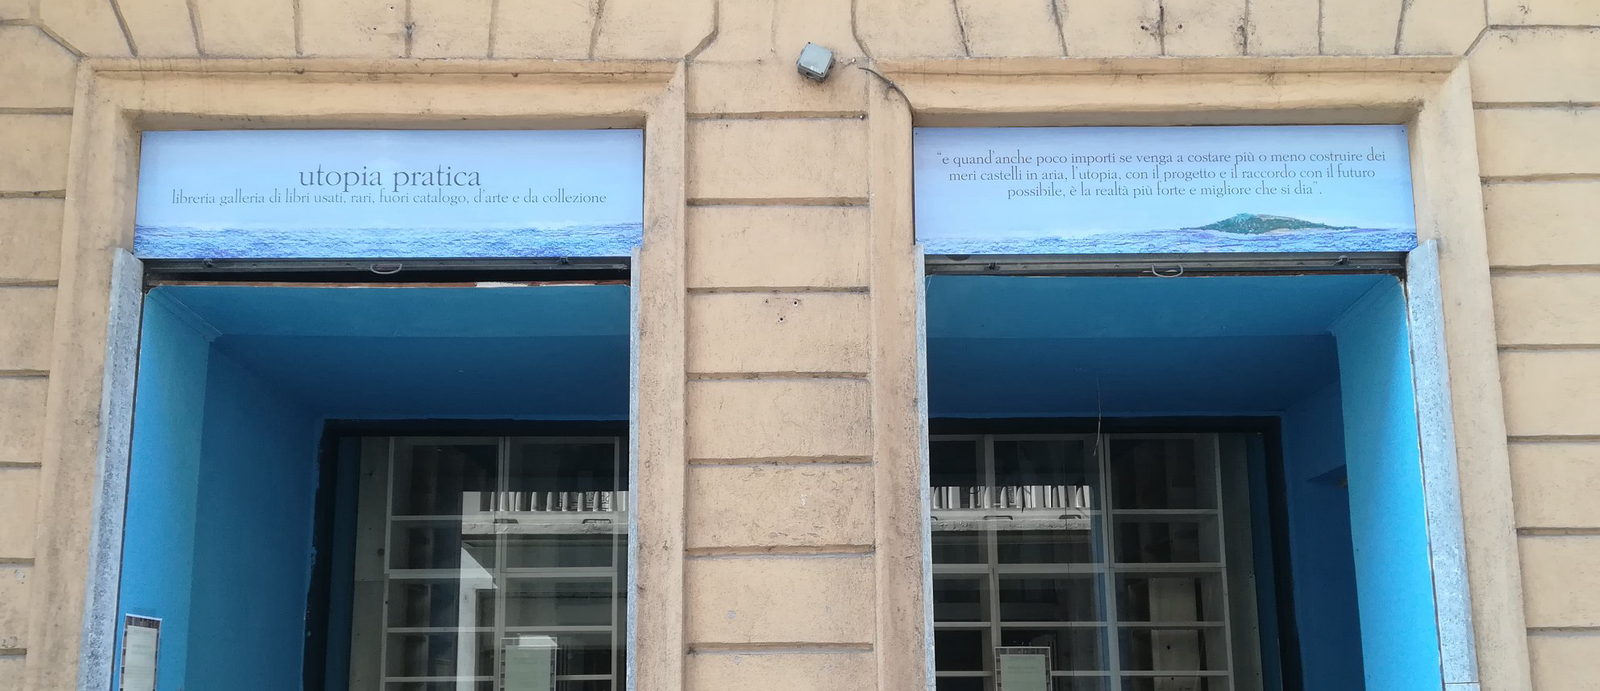 utopia pratica
libreria galleria di libri usati, rari, fuori catalogo, d'arte e da collezione
“e quand'anche poco importi se venga a costare più o meno costruire dei
meri castelli in aria, l'utopia, con il progetto e il raccordo con il futuro
possibile, è la realtà più forte e migliore che si dia”.